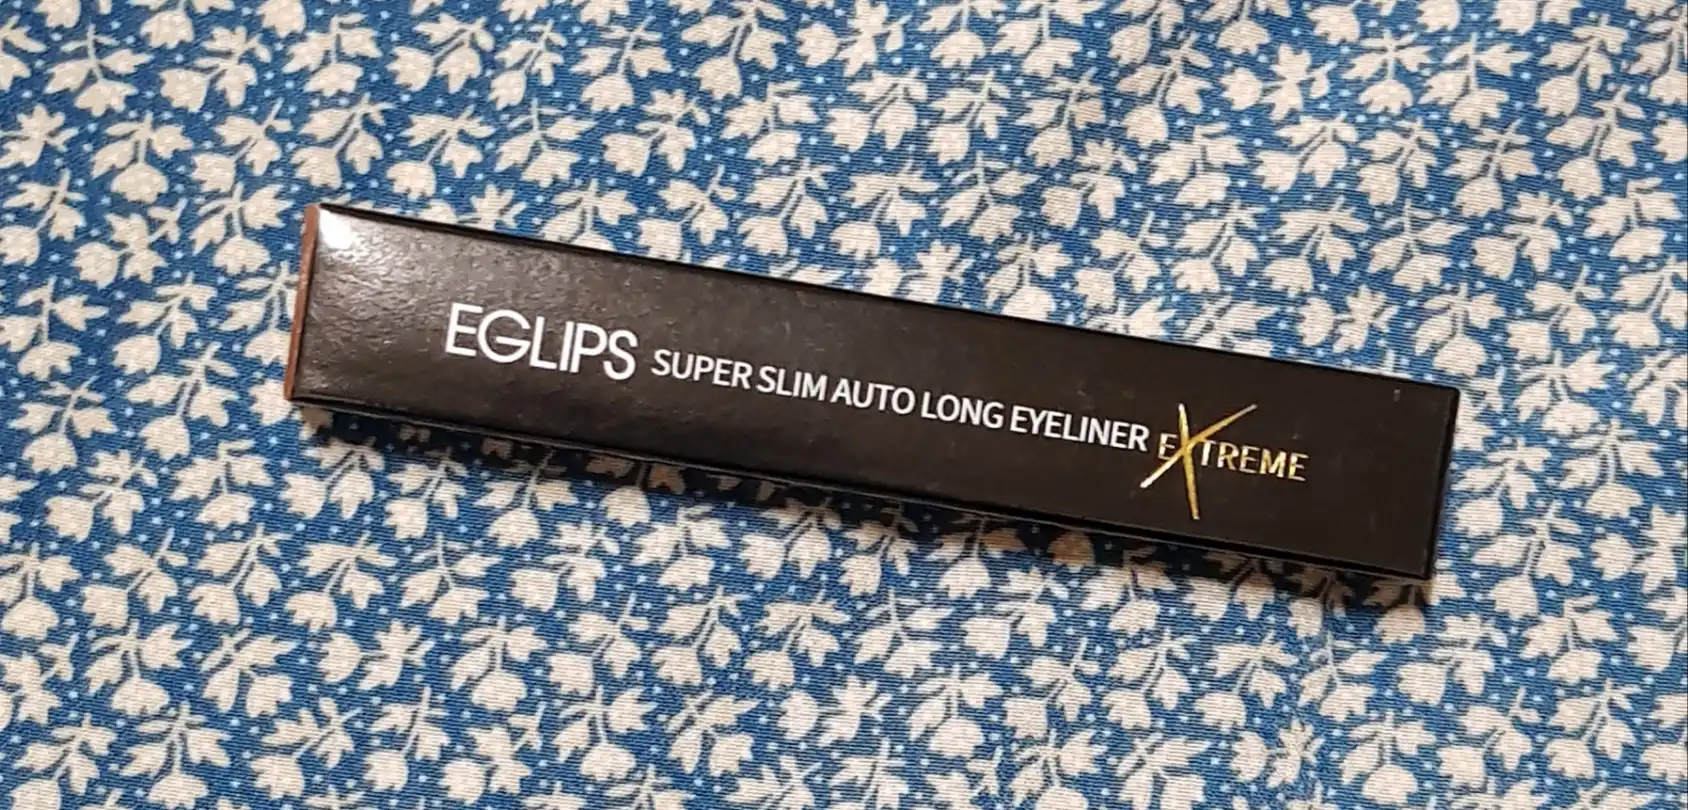 EGLIPS SUPER SLIM AUTO LONG EYELINER EXTREME